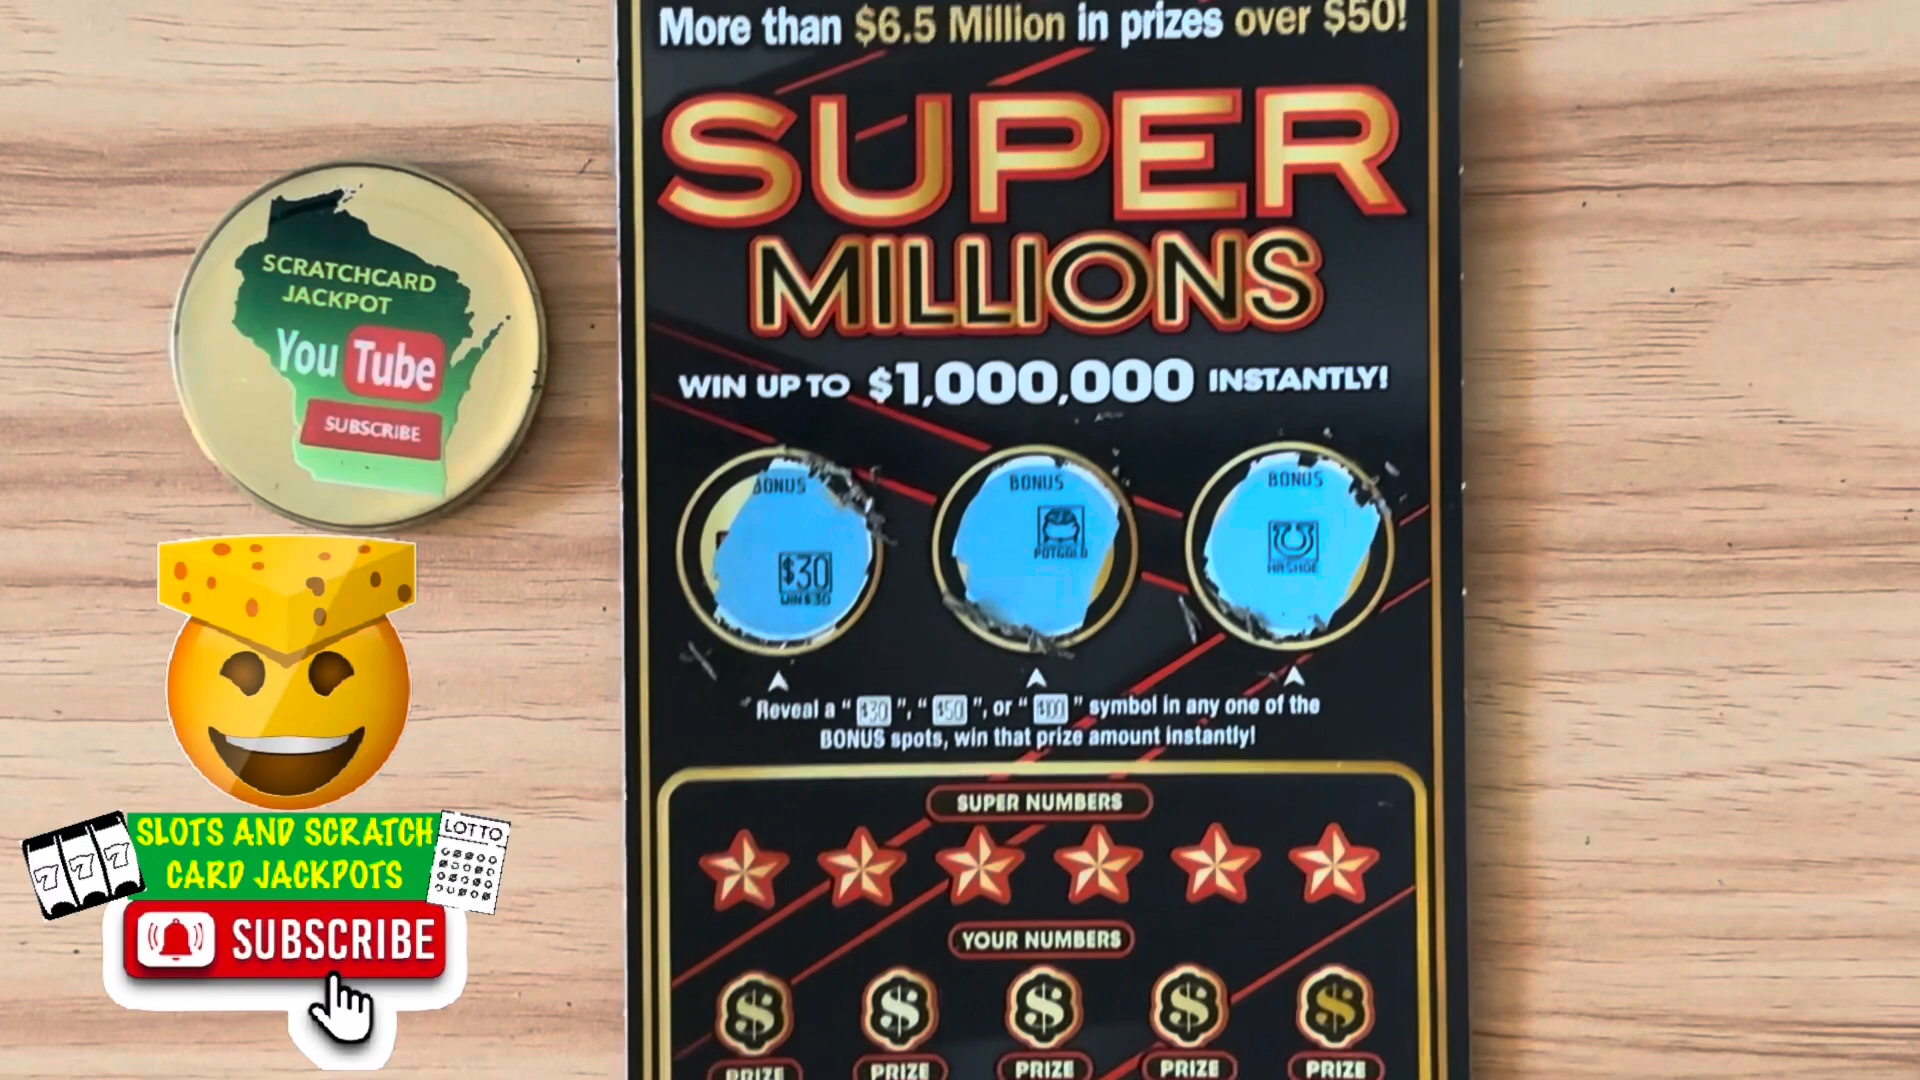 More than $6.5 Million in prizes over $50!
SUPER
MILLIONS
WIN UP TO $1,000,000 INSTANTLY!
BONUS
$30
WIN$30
BONUS
POTGOLD
BONUS
HRSHOE
Reveal a " $30 ", " $50 ", or " $100 " symbol in any one of the
BONUS spots, win that prize amount instantly!
SUPER NUMBERS
YOUR NUMBERS
$ $ $ $ $
PRIZE PRIZE PRIZE PRIZE PRIZE
SCRATCHCARD
JACKPOT
YouTube
SUBSCRIBE
777
SLOTS AND SCRATCH
CARD JACKPOTS
LOTTO
SUBSCRIBE